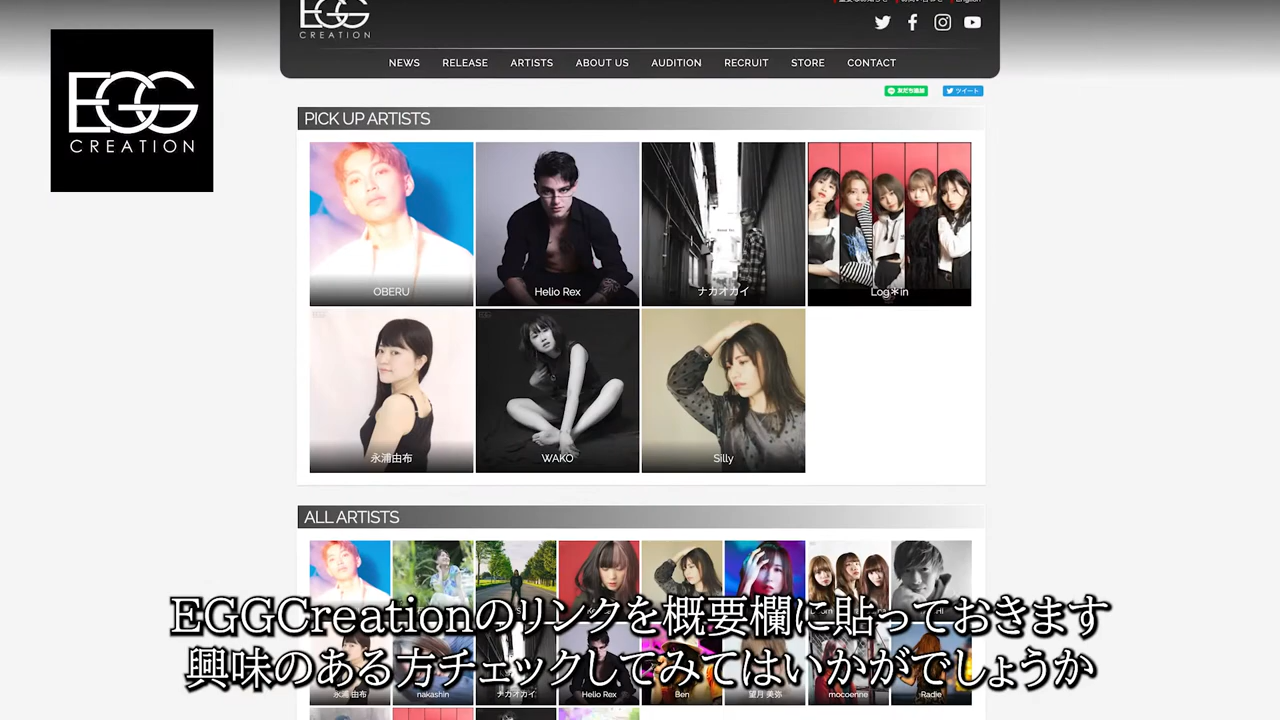 EGG
CREATION
EGG
CREATION
NEWS
RELEASE
ARTISTS
ABOUT US
AUDITION
RECRUIT
STORE
CONTACT
友だち追加
ツイート
PICK UP ARTISTS
OBERU
Helio Rex
ナカオカイ
Log＊in
永浦由布
WAKO
Silly
ALL ARTISTS
EGGCreationのリンクを概要欄に貼っておきます
興味のある方チェックしてみてはいかがでしょうか
永浦 由布
nakashin
ナカオカイ
Helio Rex
Ben
望月 美弥
mocoenne
Radie